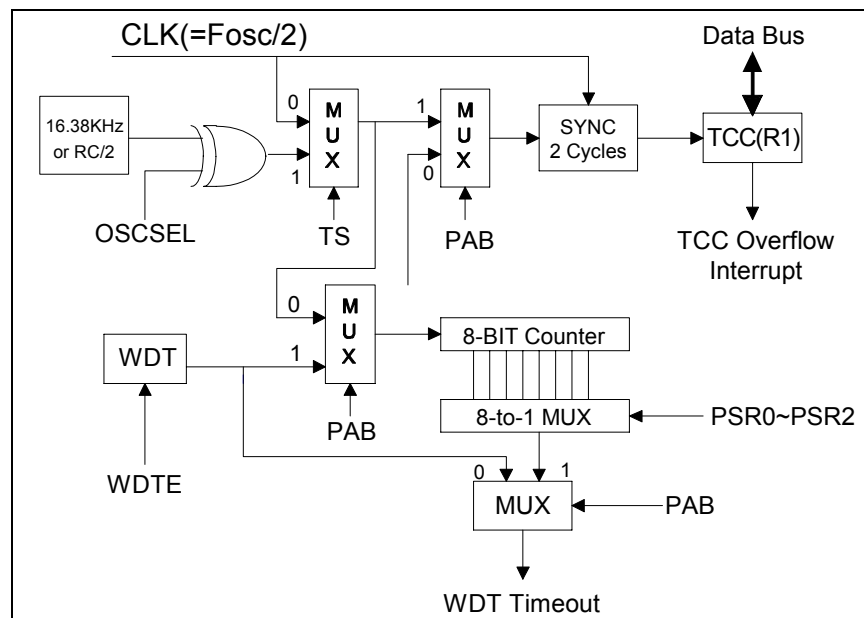 CLK(=Fosc/2)
Data Bus
16.38KHz
or RC/2
0
1
M
U
X
1
0
M
U
X
SYNC
2 Cycles
TCC(R1)
OSCSEL
TS
PAB
TCC Overflow
Interrupt
0
1
M
U
X
WDT
8-BIT Counter
8-to-1 MUX
PSR0~PSR2
PAB
WDTE
0
1
MUX
PAB
WDT Timeout